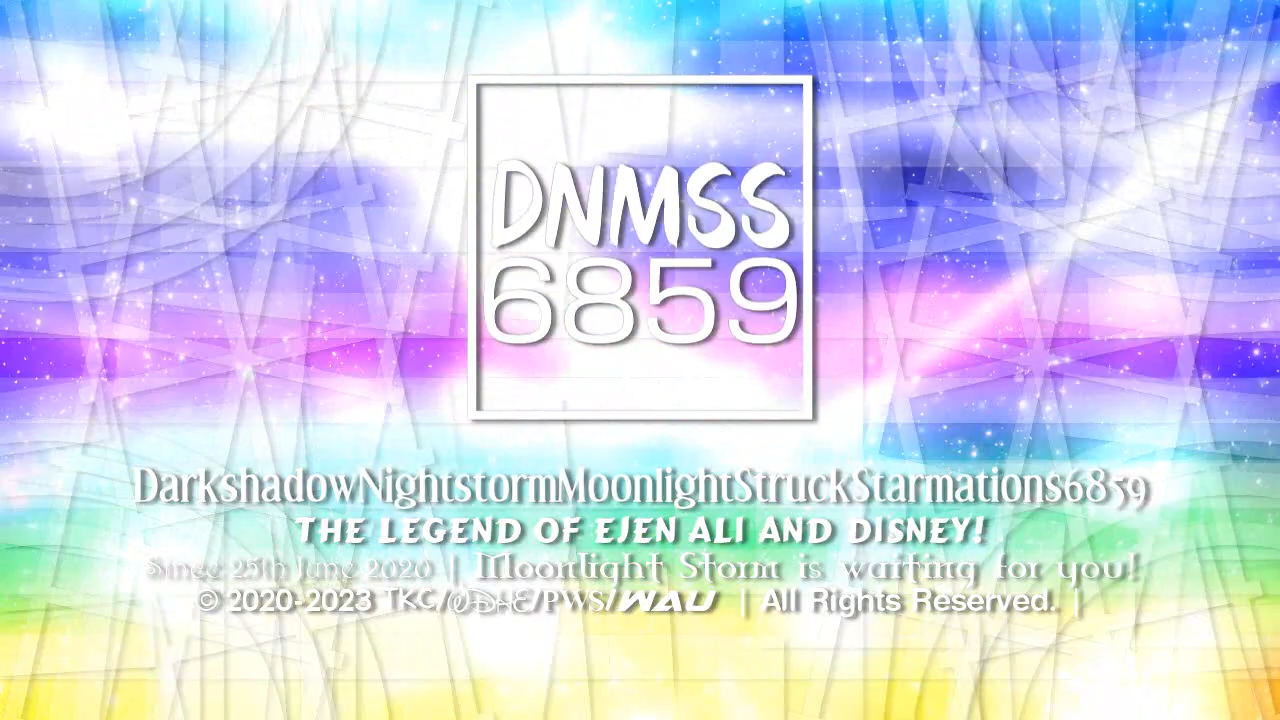 DNMSS
6859
DarkshadowNightstormMoonlightStruckStarmations6859
THE LEGEND OF EJEN ALI AND DISNEY!
Since 25th June 2020 | Moonlight Storm is waiting for you!
© 2020-2023 TKC/ /PWS/WAU | All Rights Reserved. |